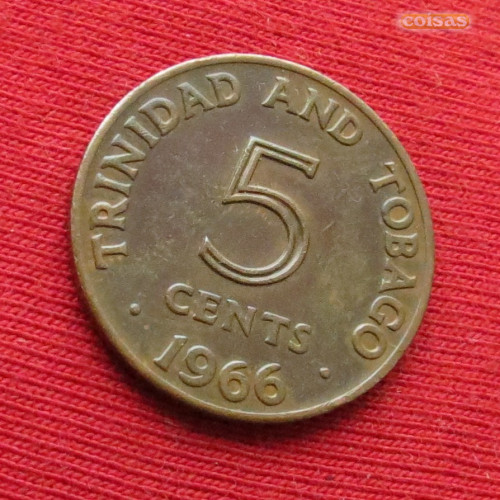 coisas
TRINIDAD AND TOBAGO
5
CENTS
· 1966 ·